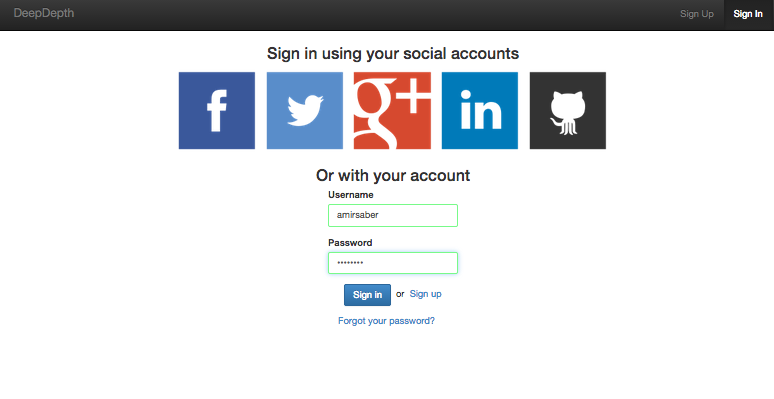 DeepDepth Sign Up Sign In
Sign in using your social accounts
f g+ in
Or with your account
Username
amirsaber
Password
••••••••
Sign in or Sign up
Forgot your password?